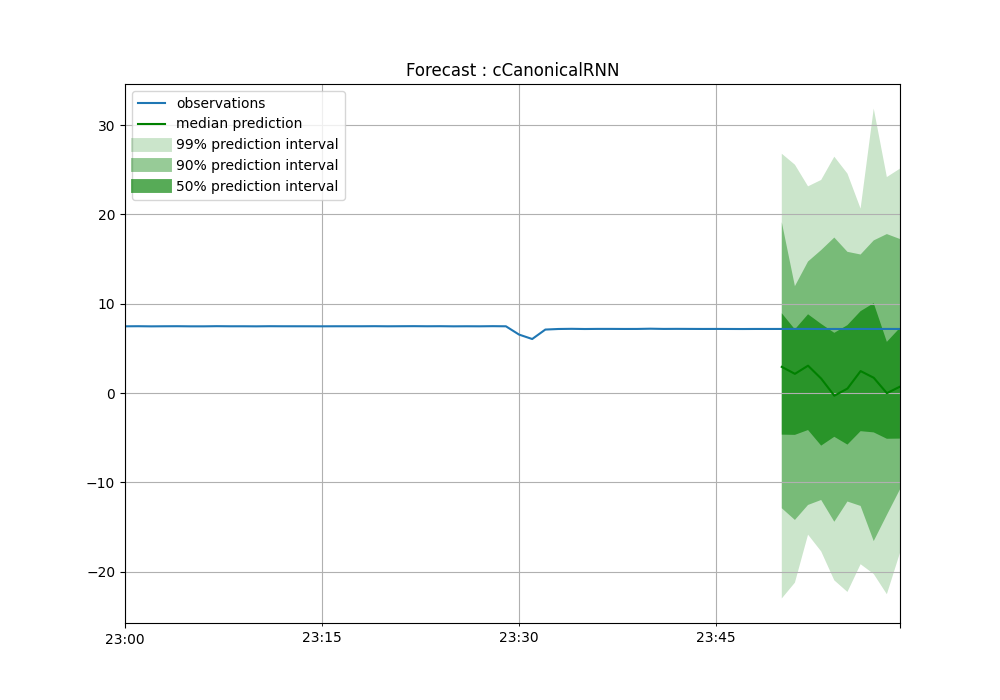 Forecast : cCanonicalRNN
observations
median prediction
99% prediction interval
90% prediction interval
50% prediction interval
30
20
10
0
−10
−20
23:00
23:15
23:30
23:45